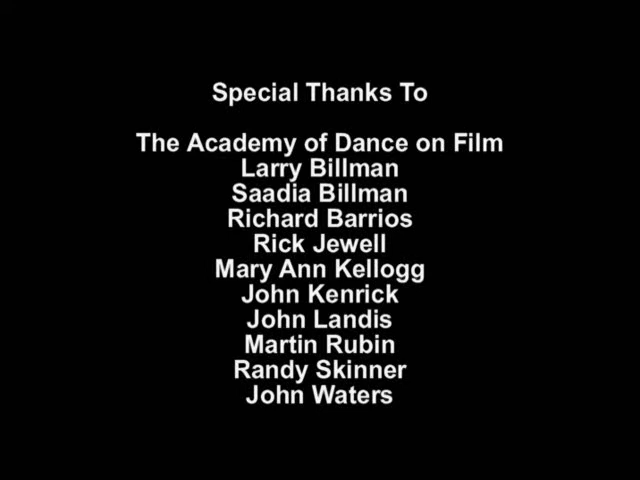 Special Thanks To
The Academy of Dance on Film
Larry Billman
Saadia Billman
Richard Barrios
Rick Jewell
Mary Ann Kellogg
John Kenrick
John Landis
Martin Rubin
Randy Skinner
John Waters